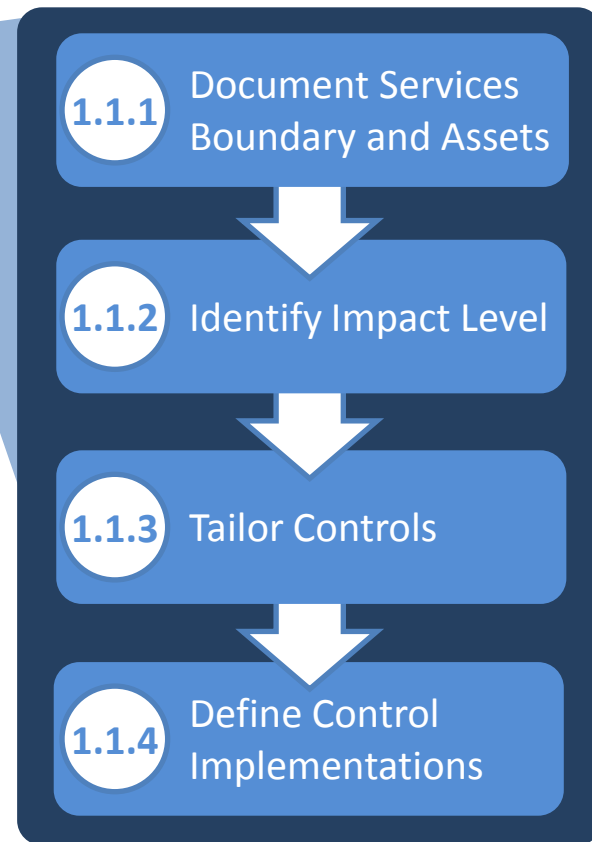 1.1.1
Document Services
Boundary and Assets
1.1.2
Identify Impact Level
1.1.3
Tailor Controls
1.1.4
Define Control
Implementations